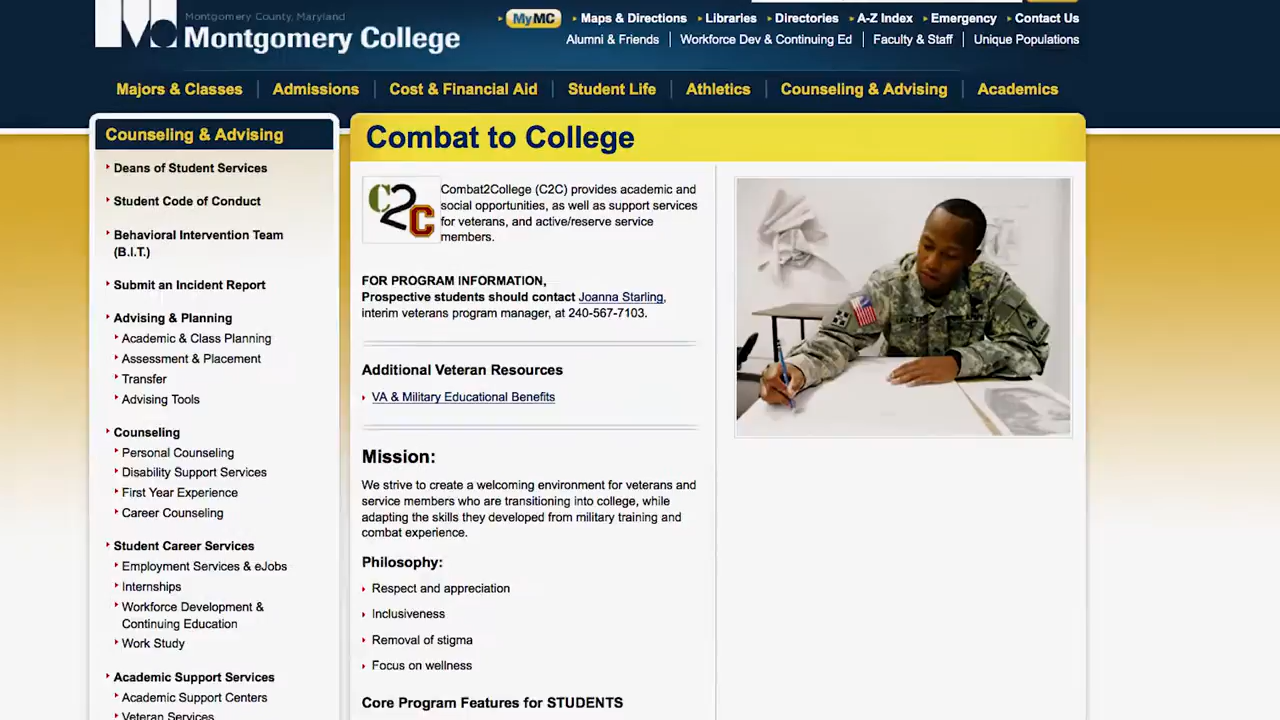 Montgomery County, Maryland
Montgomery College
MyMC Maps & Directions Libraries Directories A-Z Index Emergency Contact Us
Alumni & Friends Workforce Dev & Continuing Ed Faculty & Staff Unique Populations
Majors & Classes Admissions Cost & Financial Aid Student Life Athletics Counseling & Advising Academics
Counseling & Advising
Deans of Student Services
Student Code of Conduct
Behavioral Intervention Team
(B.I.T.)
Submit an Incident Report
Advising & Planning
Academic & Class Planning
Assessment & Placement
Transfer
Advising Tools
Counseling
Personal Counseling
Disability Support Services
First Year Experience
Career Counseling
Student Career Services
Employment Services & eJobs
Internships
Workforce Development &
Continuing Education
Work Study
Academic Support Services
Academic Support Centers
Veteran Services
Combat to College
C2C
Combat2College (C2C) provides academic and
social opportunities, as well as support services
for veterans, and active/reserve service
members.
FOR PROGRAM INFORMATION,
Prospective students should contact Joanna Starling,
interim veterans program manager, at 240-567-7103.
Additional Veteran Resources
VA & Military Educational Benefits
Mission:
We strive to create a welcoming environment for veterans and
service members who are transitioning into college, while
adapting the skills they developed from military training and
combat experience.
Philosophy:
Respect and appreciation
Inclusiveness
Removal of stigma
Focus on wellness
Core Program Features for STUDENTS